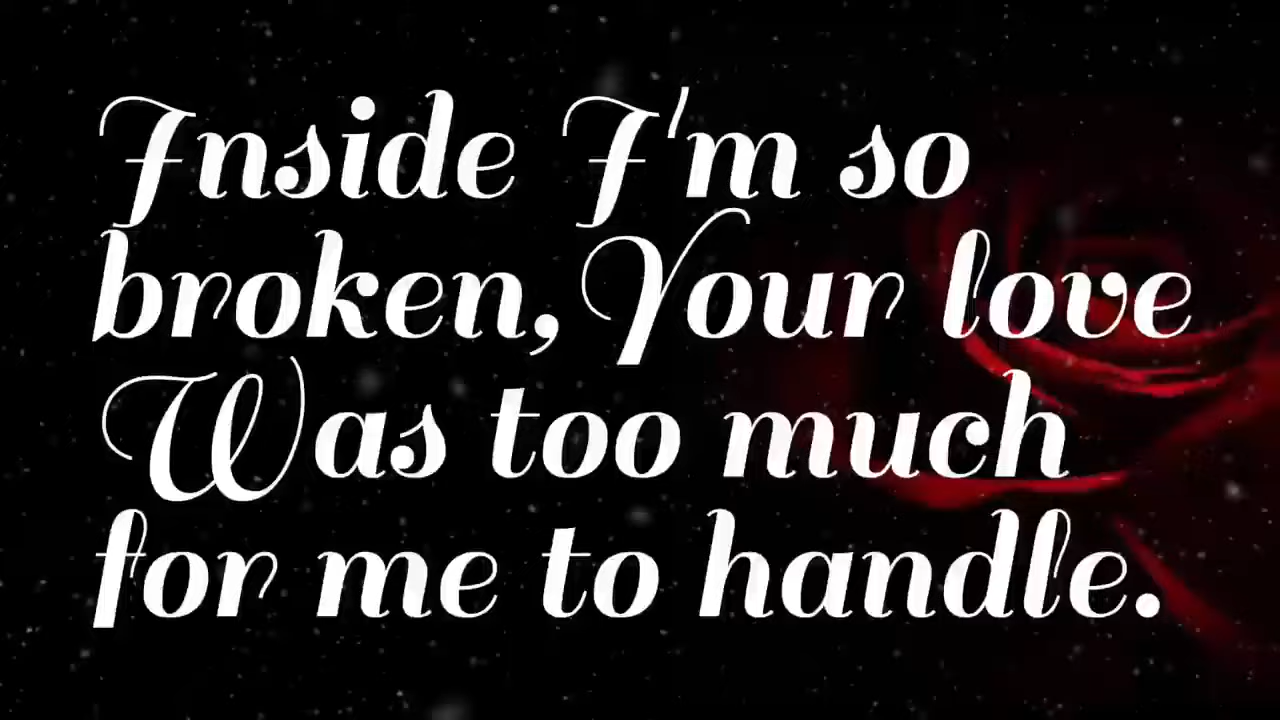 Inside I'm so
broken, Your love
Was too much
for me to handle.